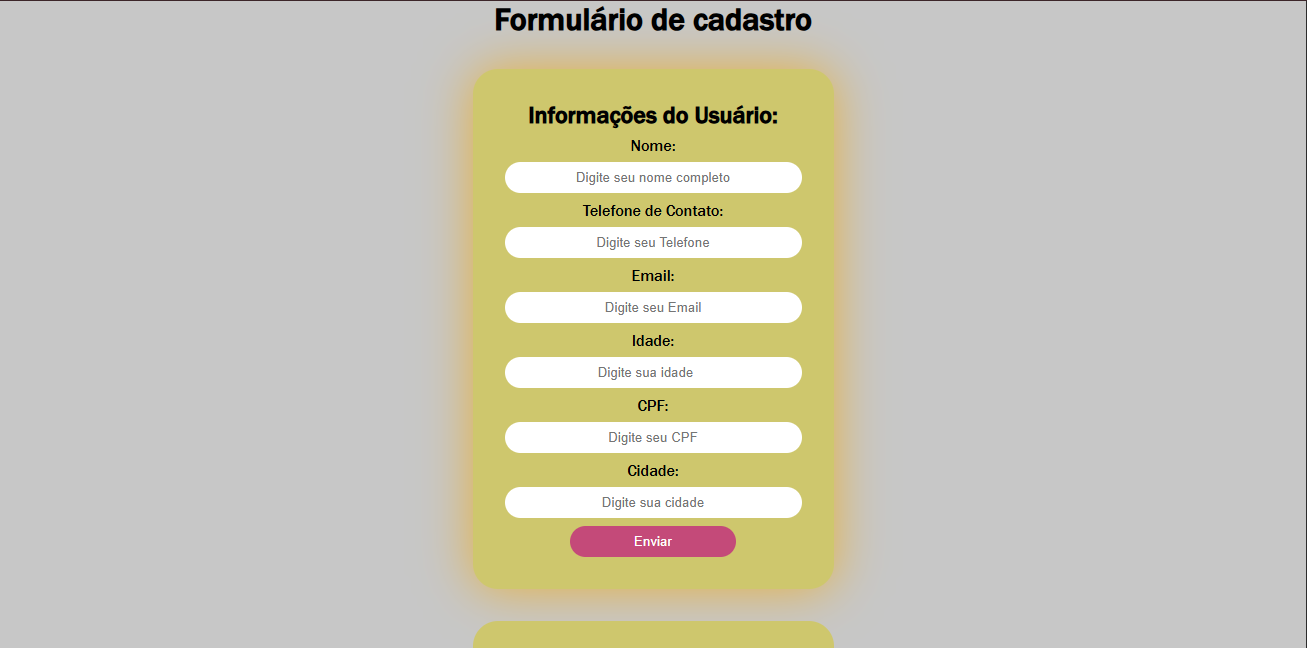 Formulário de cadastro
Informações do Usuário:
Nome:
Digite seu nome completo
Telefone de Contato:
Digite seu Telefone
Email:
Digite seu Email
Idade:
Digite sua idade
CPF:
Digite seu CPF
Cidade:
Digite sua cidade
Enviar